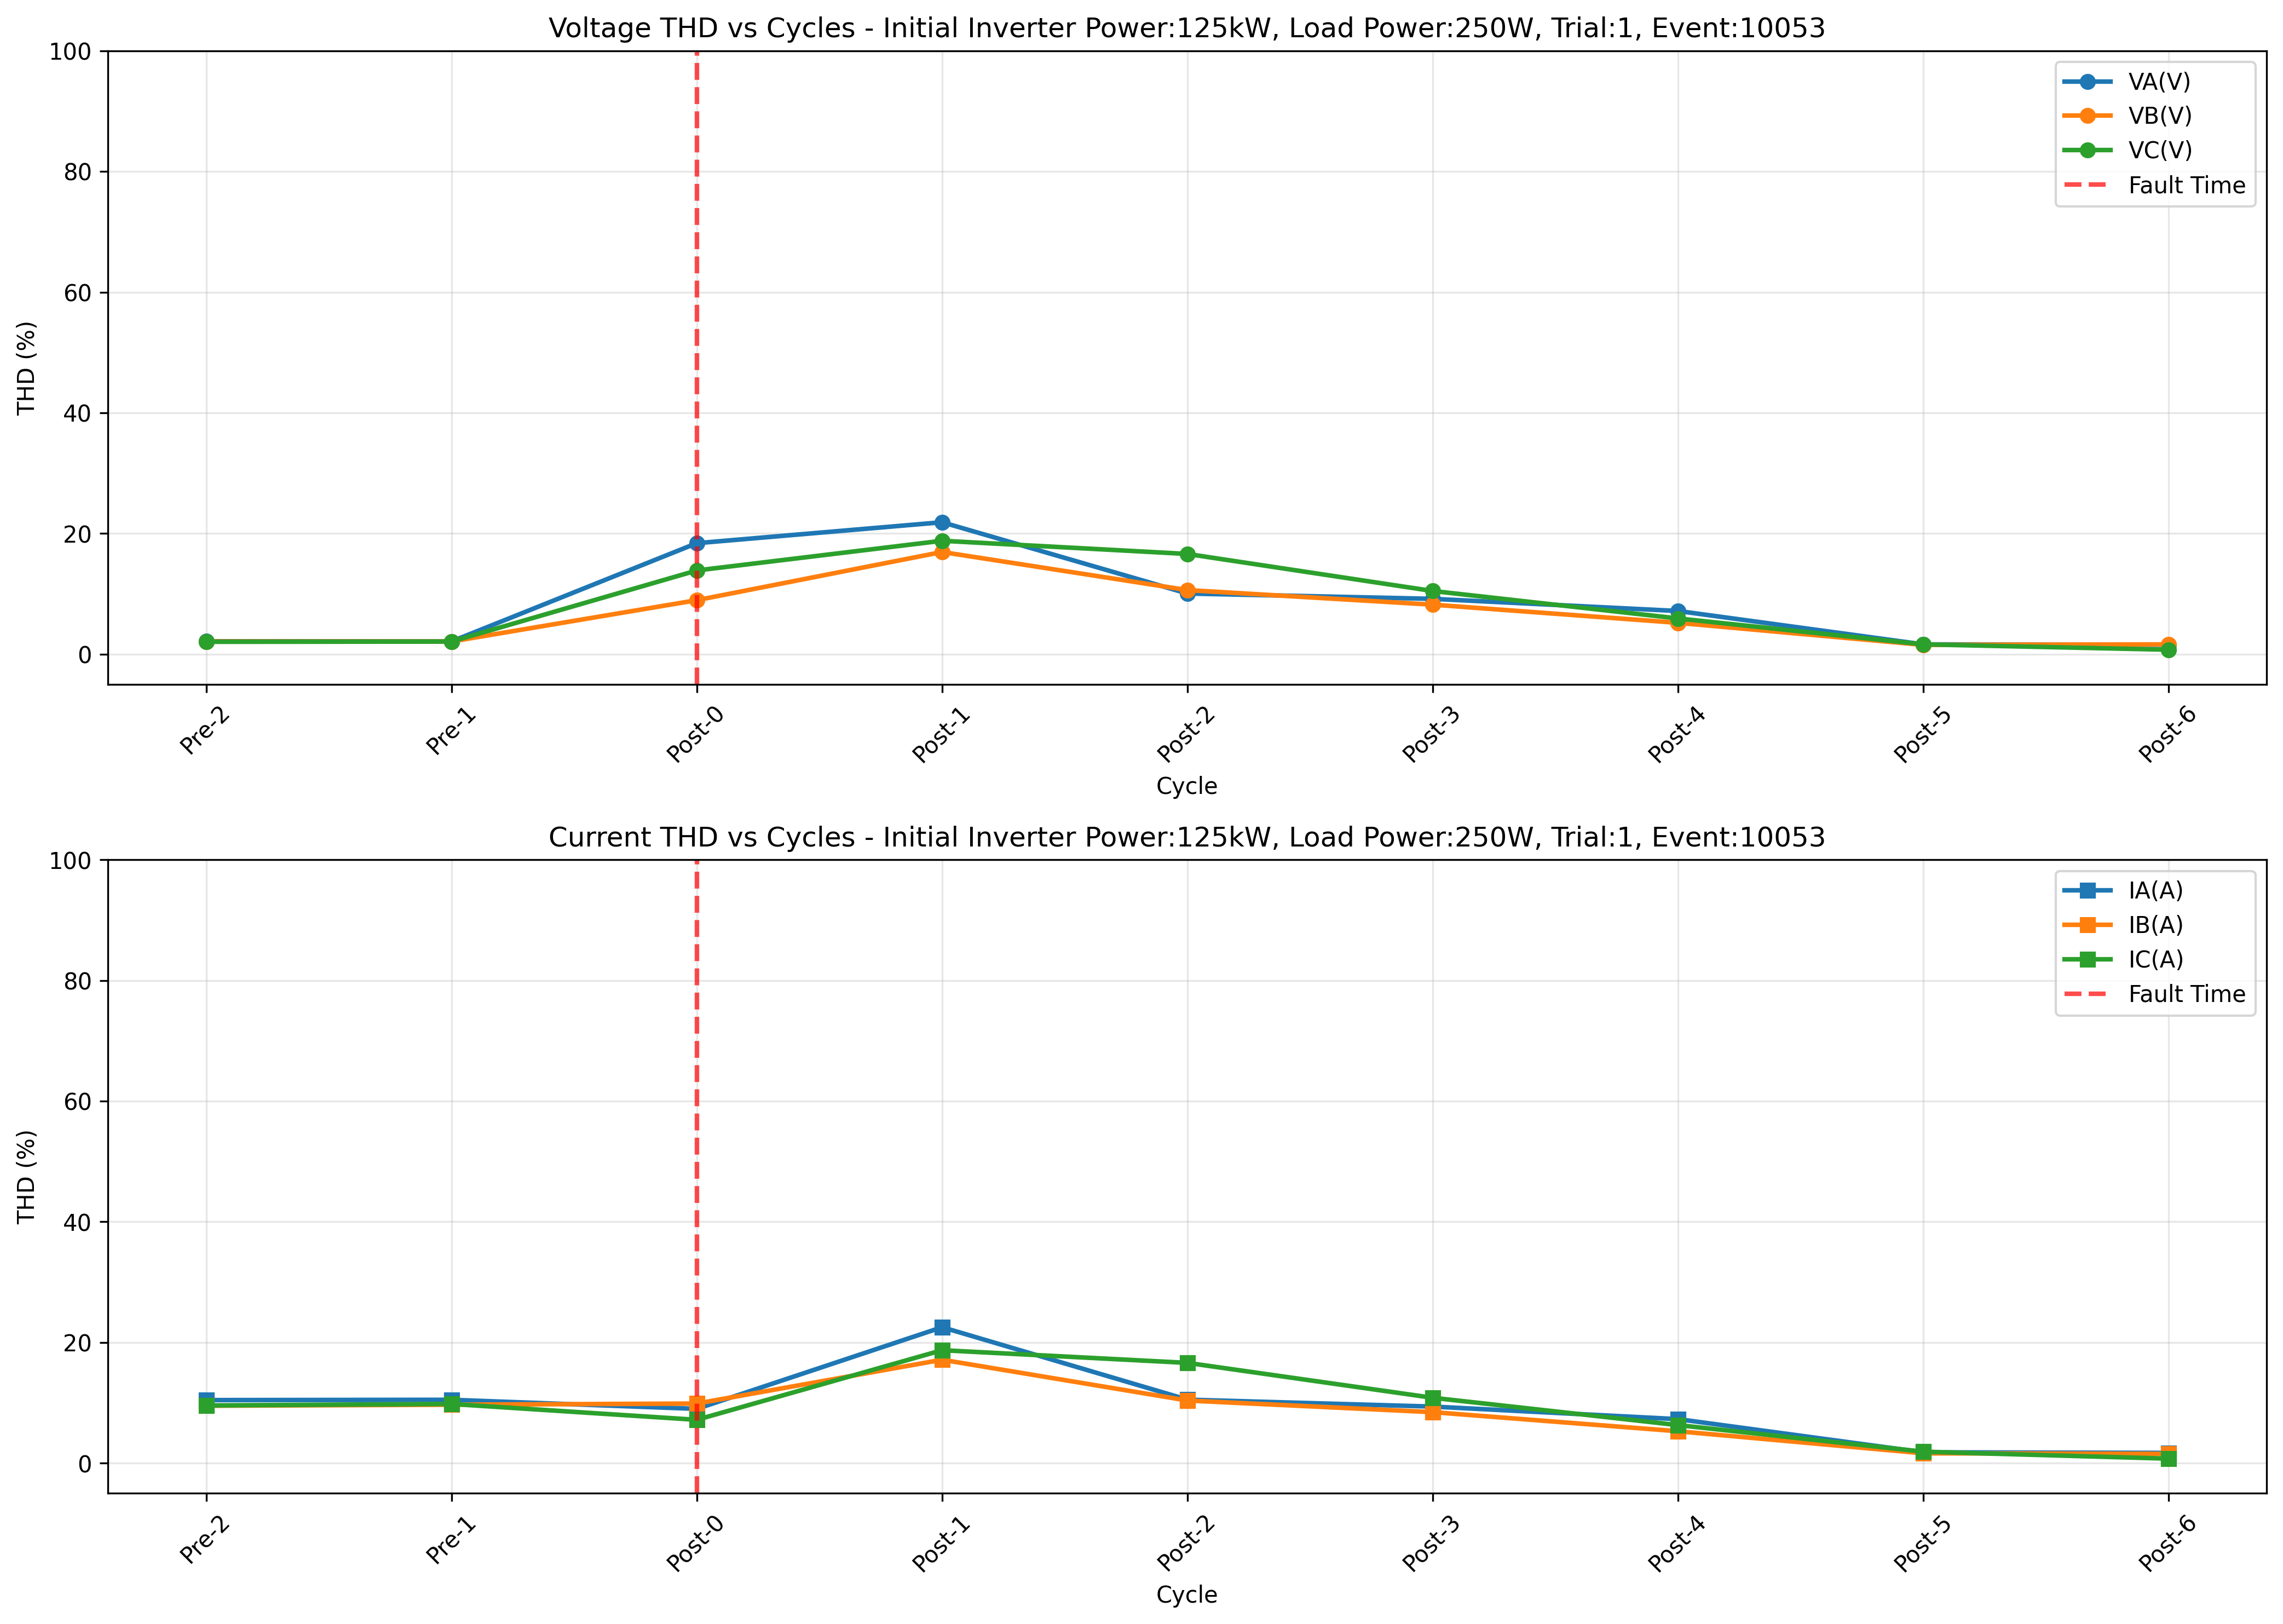 Voltage THD vs Cycles - Initial Inverter Power:125kW, Load Power:250W, Trial:1, Event:10053
100
80
60
40
20
0
THD (%)
VA(V)
VB(V)
VC(V)
Fault Time
Pre-2
Pre-1
Post-0
Post-1
Post-2
Post-3
Post-4
Post-5
Post-6
Cycle
Current THD vs Cycles - Initial Inverter Power:125kW, Load Power:250W, Trial:1, Event:10053
100
80
60
40
20
0
THD (%)
IA(A)
IB(A)
IC(A)
Fault Time
Pre-2
Pre-1
Post-0
Post-1
Post-2
Post-3
Post-4
Post-5
Post-6
Cycle